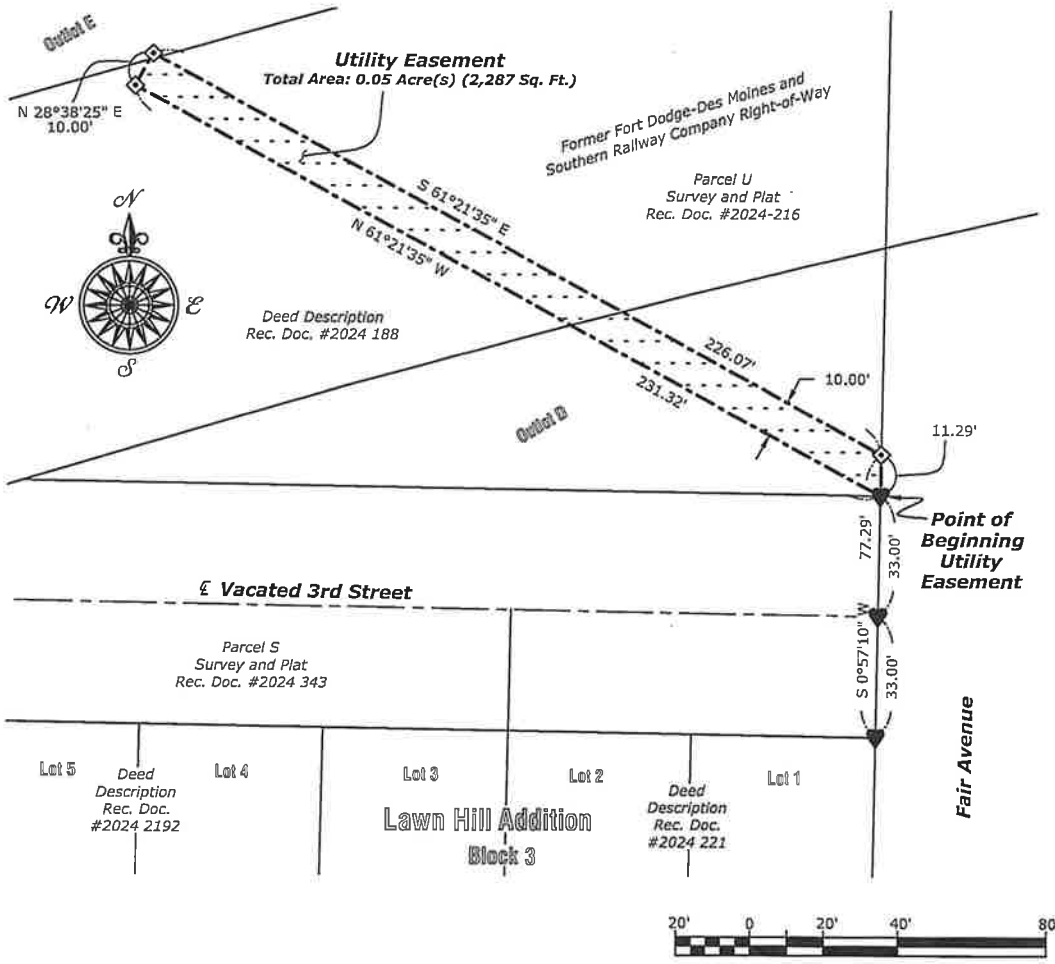 Outlot E
Utility Easement
Total Area: 0.05 Acre(s) (2,287 Sq. Ft.)
N 28°38'25" E
10.00'
Former Fort Dodge-Des Moines and
Southern Railway Company Right-of-Way
Parcel U
Survey and Plat
Rec. Doc. #2024-216
S 61°21'35" E
N 61°21'35" W
N
W
E
S
Deed Description
Rec. Doc. #2024 188
226.07'
231.32'
10.00'
Outlot D
11.29'
Point of
Beginning
Utility
Easement
77.29'
33.00'
℄ Vacated 3rd Street
S 0°57'10" W
33.00'
Parcel S
Survey and Plat
Rec. Doc. #2024 343
Fair Avenue
Lot 5
Deed
Description
Rec. Doc.
#2024 2192
Lot 4
Lot 3
Lot 2
Deed
Description
Rec. Doc.
#2024 221
Lot 1
Lawn Hill Addition
Block 3
20'
0
20'
40'
80